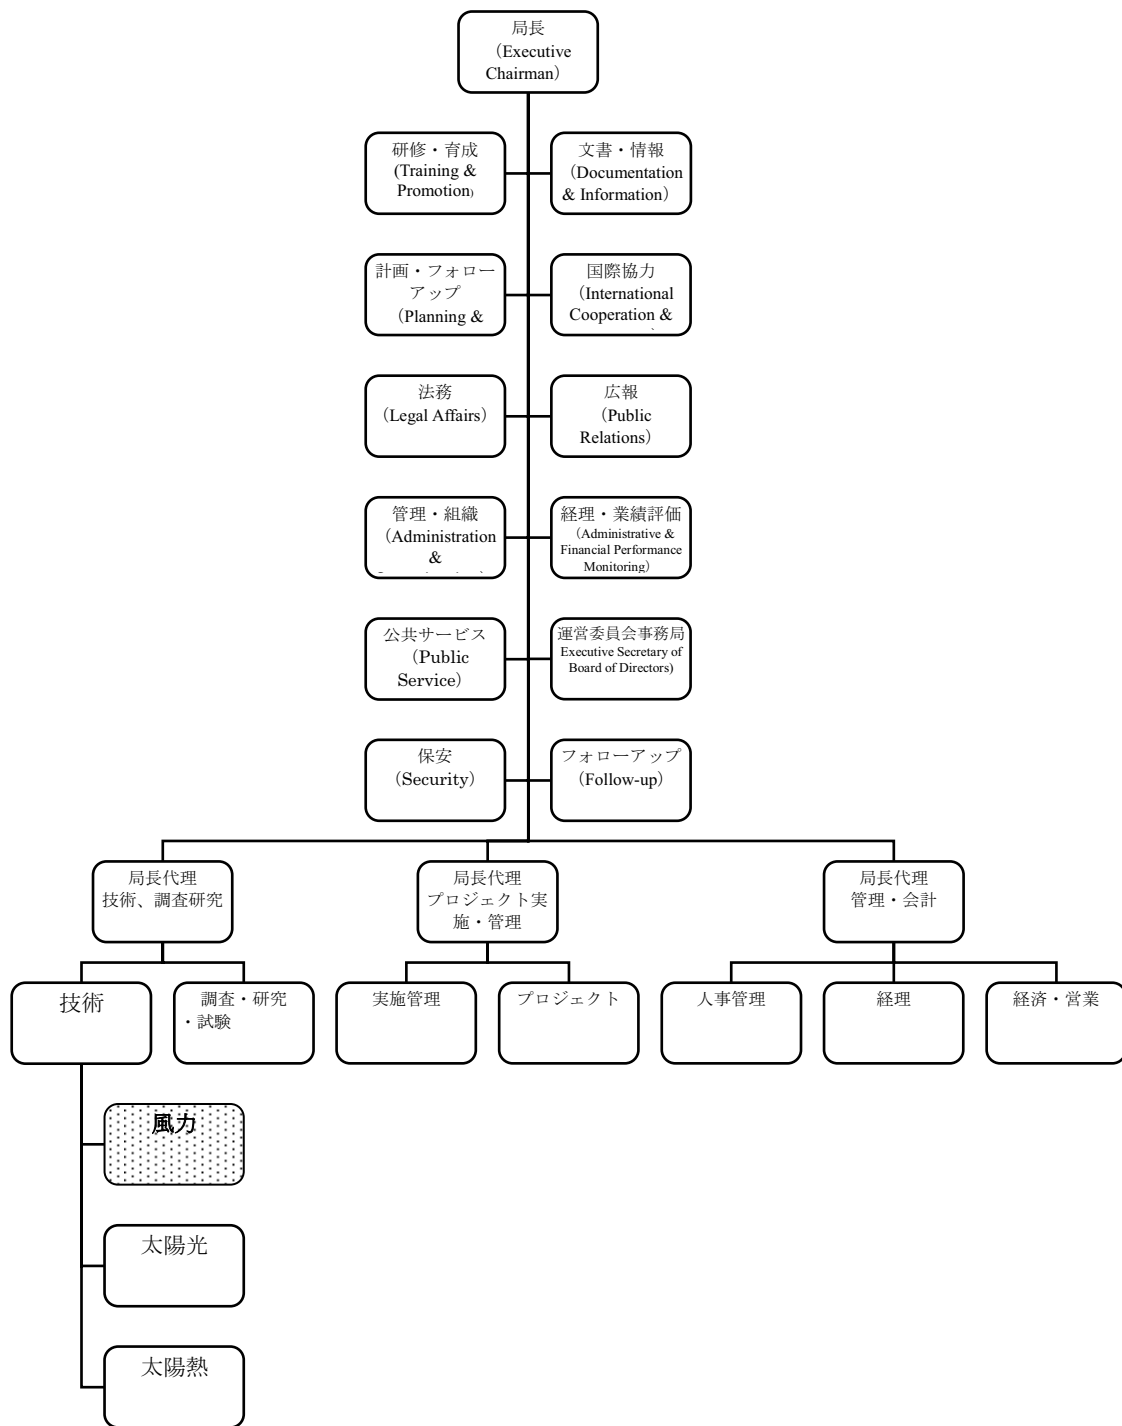 局長
（Executive
Chairman）
研修・育成
(Training &
Promotion)
文書・情報
（Documentation
& Information）
計画・フォロー
アップ
（Planning &
国際協力
（International
Cooperation &
法務
（Legal Affairs）
広報
（Public
Relations）
管理・組織
（Administration
&
経理・業績評価
（Administrative &
Financial Performance
Monitoring）
公共サービス
（Public
Service）
運営委員会事務局
Executive Secretary of
Board of Directors)
保安
（Security）
フォローアップ
（Follow-up）
局長代理
技術、調査研究
局長代理
プロジェクト実
施・管理
局長代理
管理・会計
技術
調査・研究
・試験
実施管理
プロジェクト
人事管理
経理
経済・営業
風力
太陽光
太陽熱